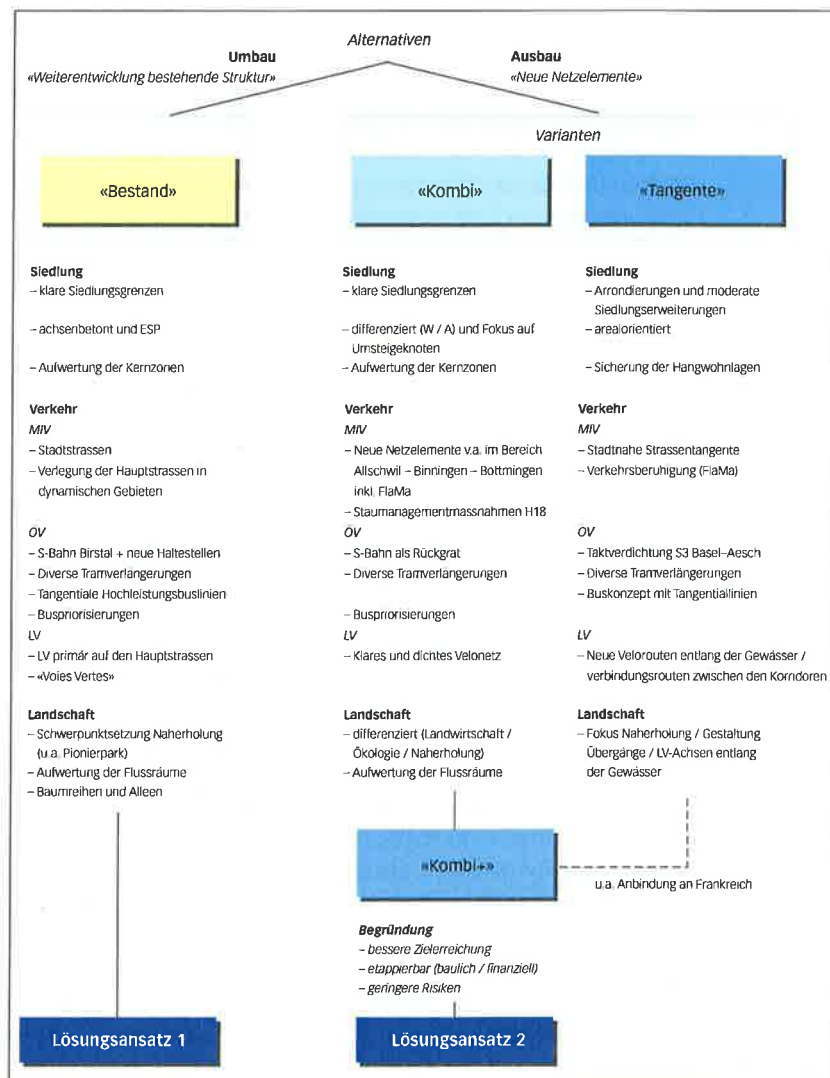 Alternativen
Umbau
«Weiterentwicklung bestehende Struktur»
Ausbau
«Neue Netzelemente»
Varianten
«Bestand»
«Kombi»
«Tangente»
Siedlung
– klare Siedlungsgrenzen
– achsenbetont und ESP
– Aufwertung der Kernzonen
Verkehr
MIV
– Stadtstrassen
– Verlegung der Hauptstrassen in
dynamischen Gebieten
ÖV
– S-Bahn Birstal + neue Haltestellen
– Diverse Tramverlängerungen
– Tangentiale Hochleistungsbuslinien
– Buspriorisierungen
LV
– LV primär auf den Hauptstrassen
– «Voies Vertes»
Landschaft
– Schwerpunktsetzung Naherholung
(u.a. Pionierpark)
– Aufwertung der Flussräume
– Baumreihen und Alleen
Siedlung
– klare Siedlungsgrenzen
– differenziert (W / A) und Fokus auf
Umsteigeknoten
– Aufwertung der Kernzonen
Verkehr
MIV
– Neue Netzelemente v.a. im Bereich
Allschwil – Binningen – Bottmingen
inkl. FlaMa
– Staumanagementmassnahmen H18
ÖV
– S-Bahn als Rückgrat
– Diverse Tramverlängerungen
– Buspriorisierungen
LV
– Klares und dichtes Velonetz
Landschaft
– differenziert (Landwirtschaft /
Ökologie / Naherholung)
– Aufwertung der Flussräume
Siedlung
– Arrondierungen und moderate
Siedlungserweiterungen
– arealorientiert
– Sicherung der Hangwohnlagen
Verkehr
MIV
– Stadtnahe Strassentangente
– Verkehrsberuhigung (FlaMa)
ÖV
– Taktverdichtung S3 Basel–Aesch
– Diverse Tramverlängerungen
– Buskonzept mit Tangentiallinien
LV
– Neue Velorouten entlang der Gewässer /
verbindungsrouten zwischen den Korridoren
Landschaft
– Fokus Naherholung / Gestaltung
Übergänge / LV-Achsen entlang
der Gewässer
«Kombi+»
u.a. Anbindung an Frankreich
Begründung
– bessere Zielerreichung
– etappierbar (baulich / finanziell)
– geringere Risiken
Lösungsansatz 1
Lösungsansatz 2